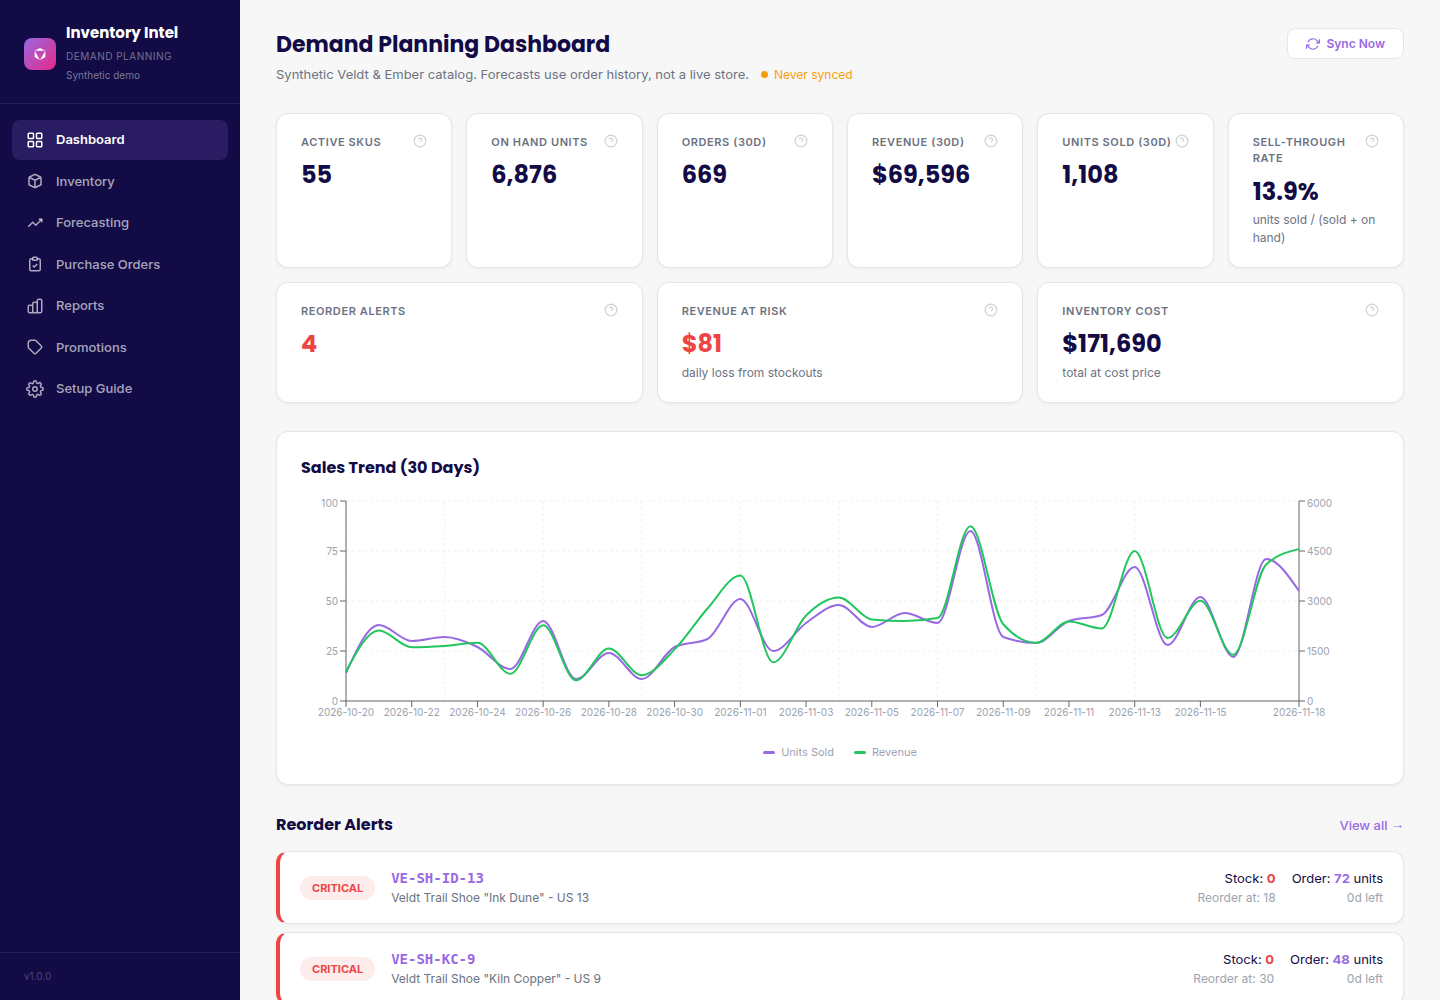 Inventory Intel
DEMAND PLANNING
Synthetic demo
Dashboard
Inventory
Forecasting
Purchase Orders
Reports
Promotions
Setup Guide
v1.0.0
Demand Planning Dashboard
Synthetic Veldt & Ember catalog. Forecasts use order history, not a live store. Never synced
Sync Now
ACTIVE SKUS
55
ON HAND UNITS
6,876
ORDERS (30D)
669
REVENUE (30D)
$69,596
UNITS SOLD (30D)
1,108
SELL-THROUGH
RATE
13.9%
units sold / (sold + on
hand)
REORDER ALERTS
4
REVENUE AT RISK
$81
daily loss from stockouts
INVENTORY COST
$171,690
total at cost price
Sales Trend (30 Days)
100
75
50
25
0
6000
4500
3000
1500
0
2026-10-20 2026-10-22 2026-10-24 2026-10-26 2026-10-28 2026-10-30 2026-11-01 2026-11-03 2026-11-05 2026-11-07 2026-11-09 2026-11-11 2026-11-13 2026-11-15 2026-11-18
Units Sold Revenue
Reorder Alerts
View all →
CRITICAL
VE-SH-ID-13
Veldt Trail Shoe "Ink Dune" - US 13
Stock: 0 Order: 72 units
Reorder at: 18 0d left
CRITICAL
VE-SH-KC-9
Veldt Trail Shoe "Kiln Copper" - US 9
Stock: 0 Order: 48 units
Reorder at: 30 0d left